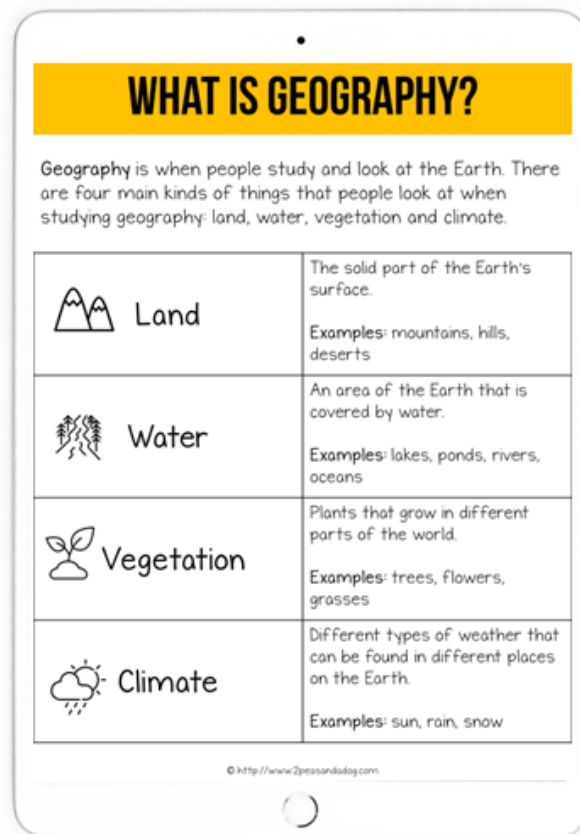 WHAT IS GEOGRAPHY?
Geography is when people study and look at the Earth. There
are four main kinds of things that people look at when
studying geography: land, water, vegetation and climate.
Land
The solid part of the Earth's
surface.
Examples: mountains, hills,
deserts
Water
An area of the Earth that is
covered by water.
Examples: lakes, ponds, rivers,
oceans
Vegetation
Plants that grow in different
parts of the world.
Examples: trees, flowers,
grasses
Climate
Different types of weather that
can be found in different places
on the Earth.
Examples: sun, rain, snow
© http://www.2peasandadog.com